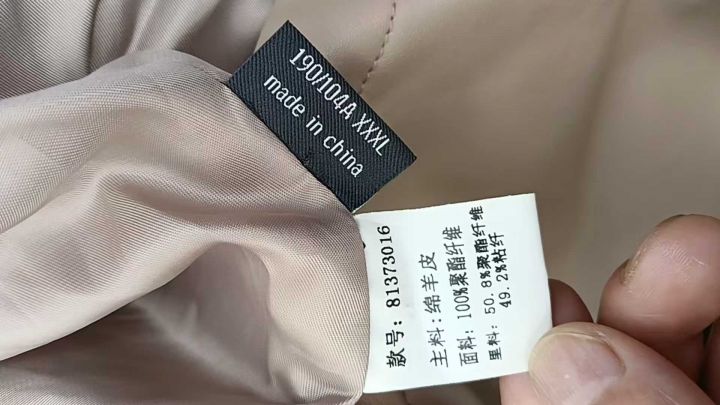 190/104A XXXL
made in china
款号: 81373016
主料:绵羊皮
面料: 100%聚酯纤维
里料: 50.8%聚酯纤维
49.2%粘纤